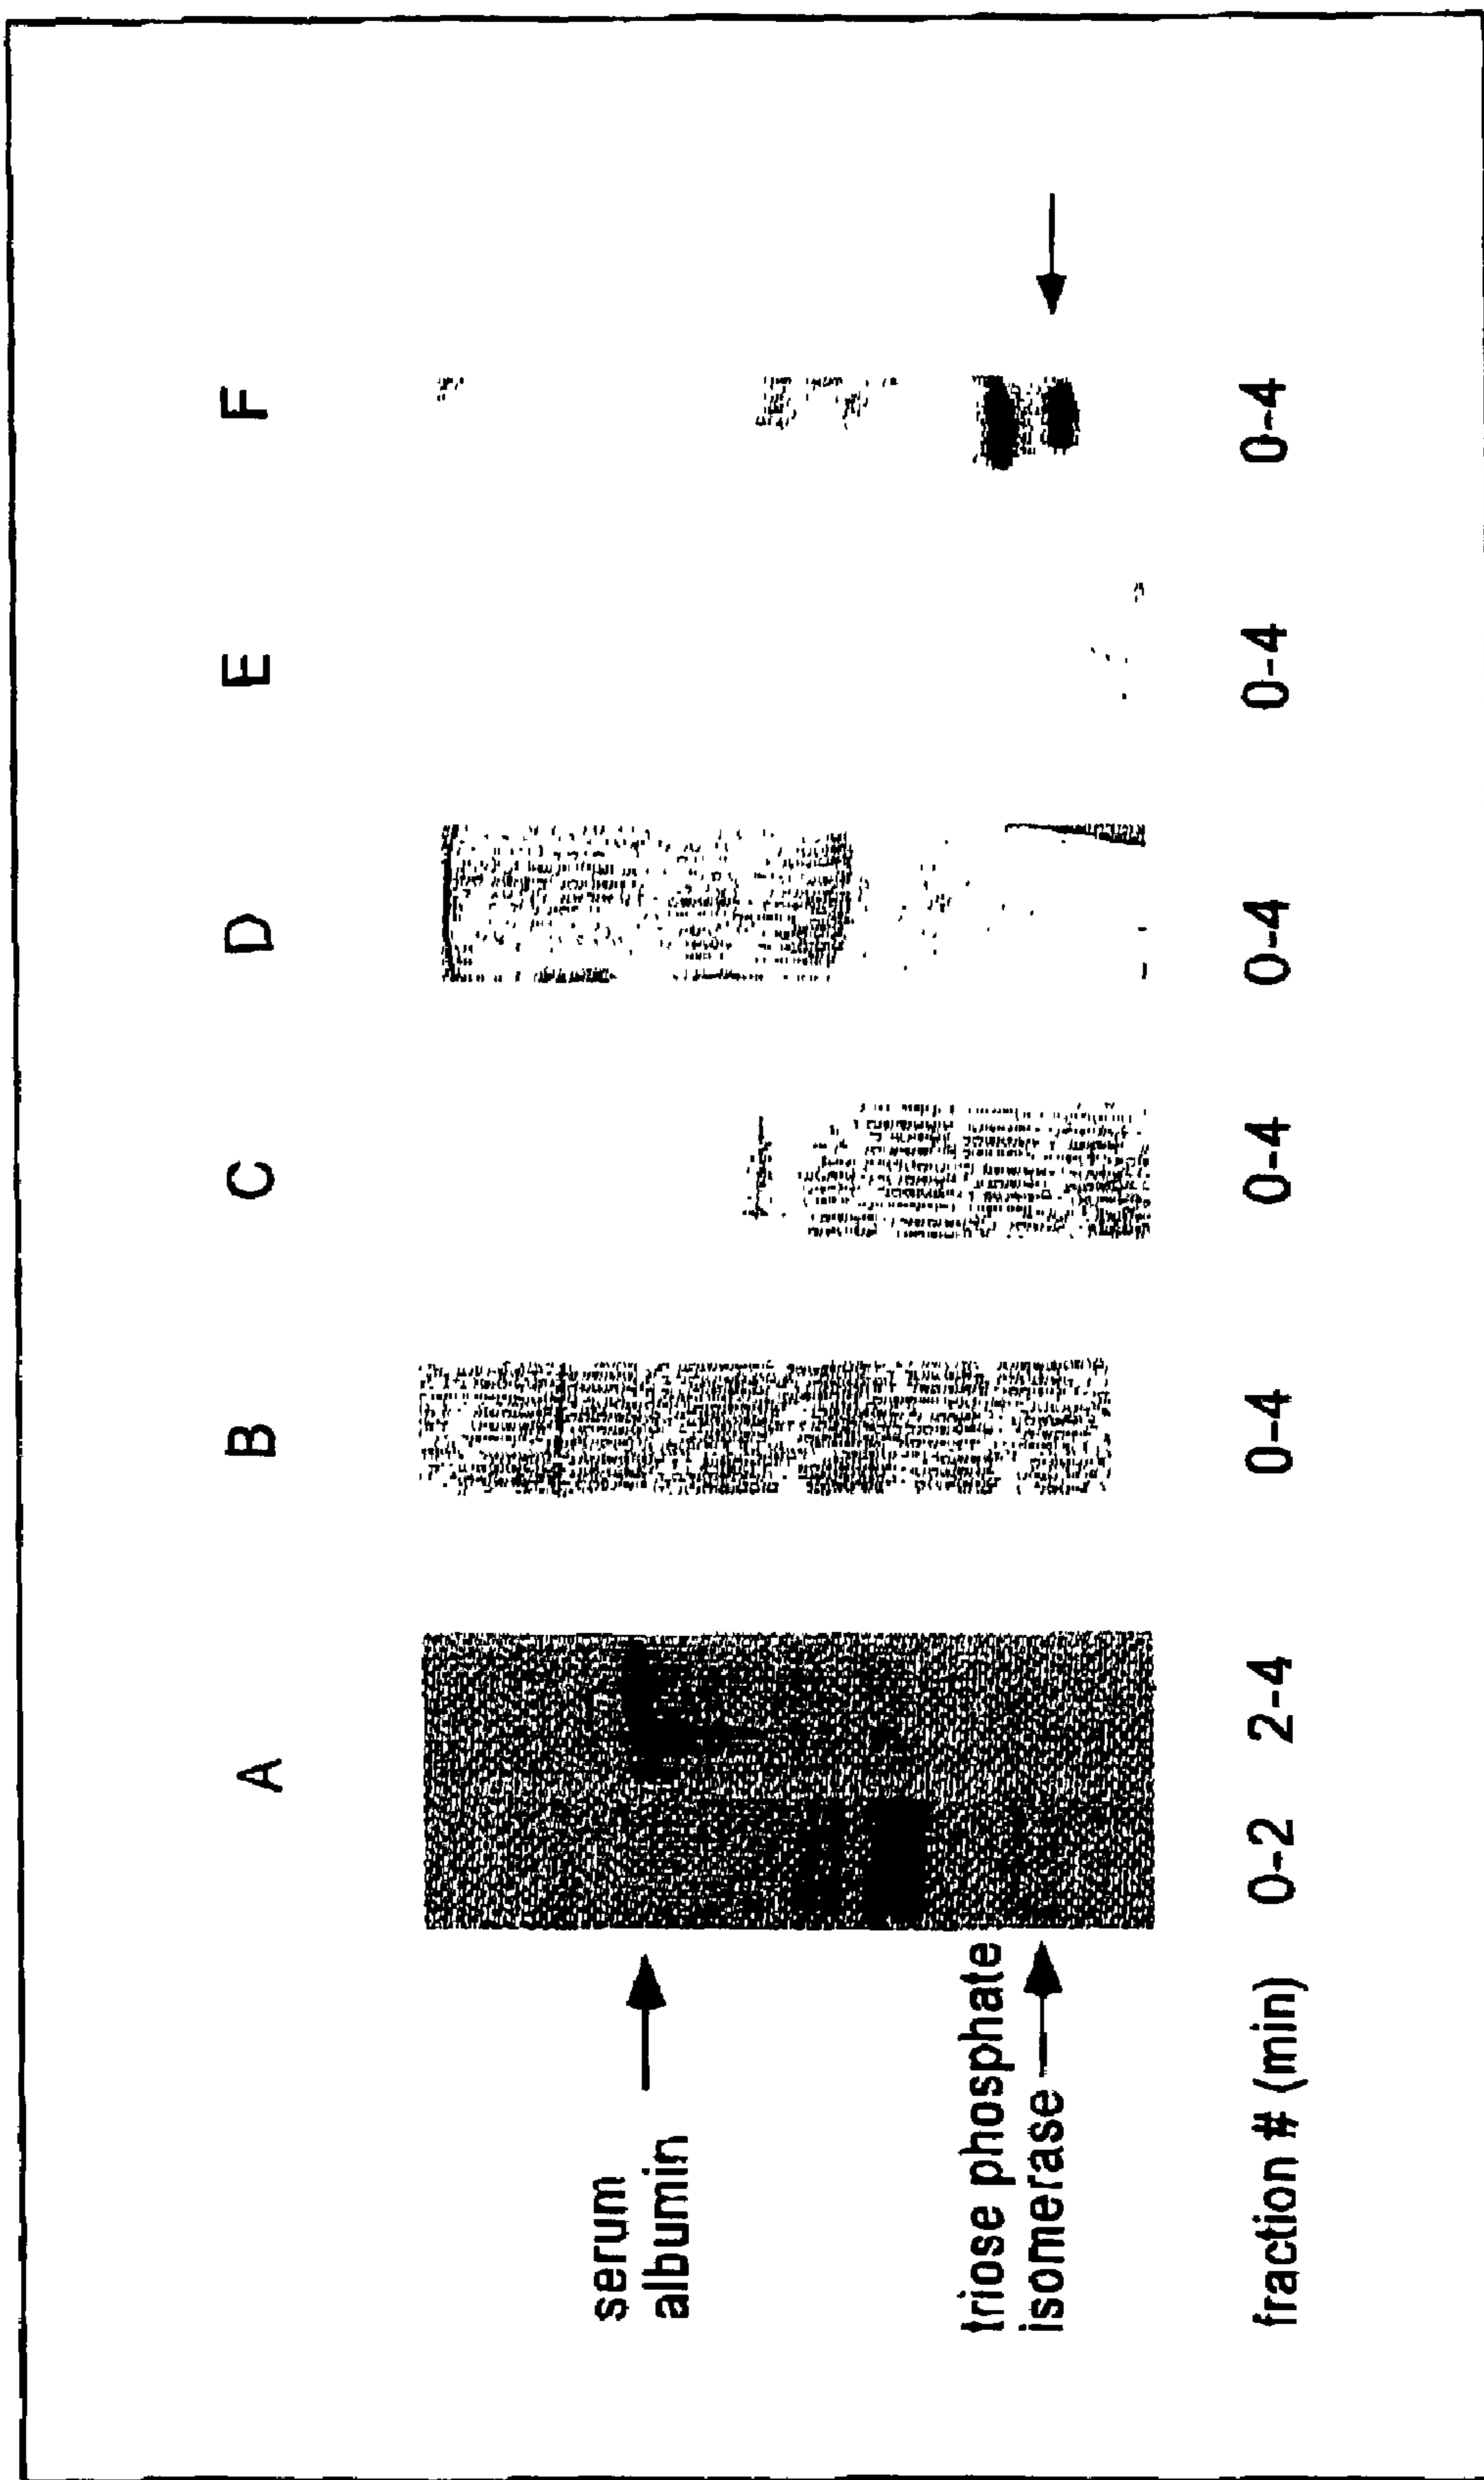 A B C D E F
serum
albumin
triose phosphate
isomerase
fraction # (min) 0-2 2-4 0-4 0-4 0-4 0-4 0-4